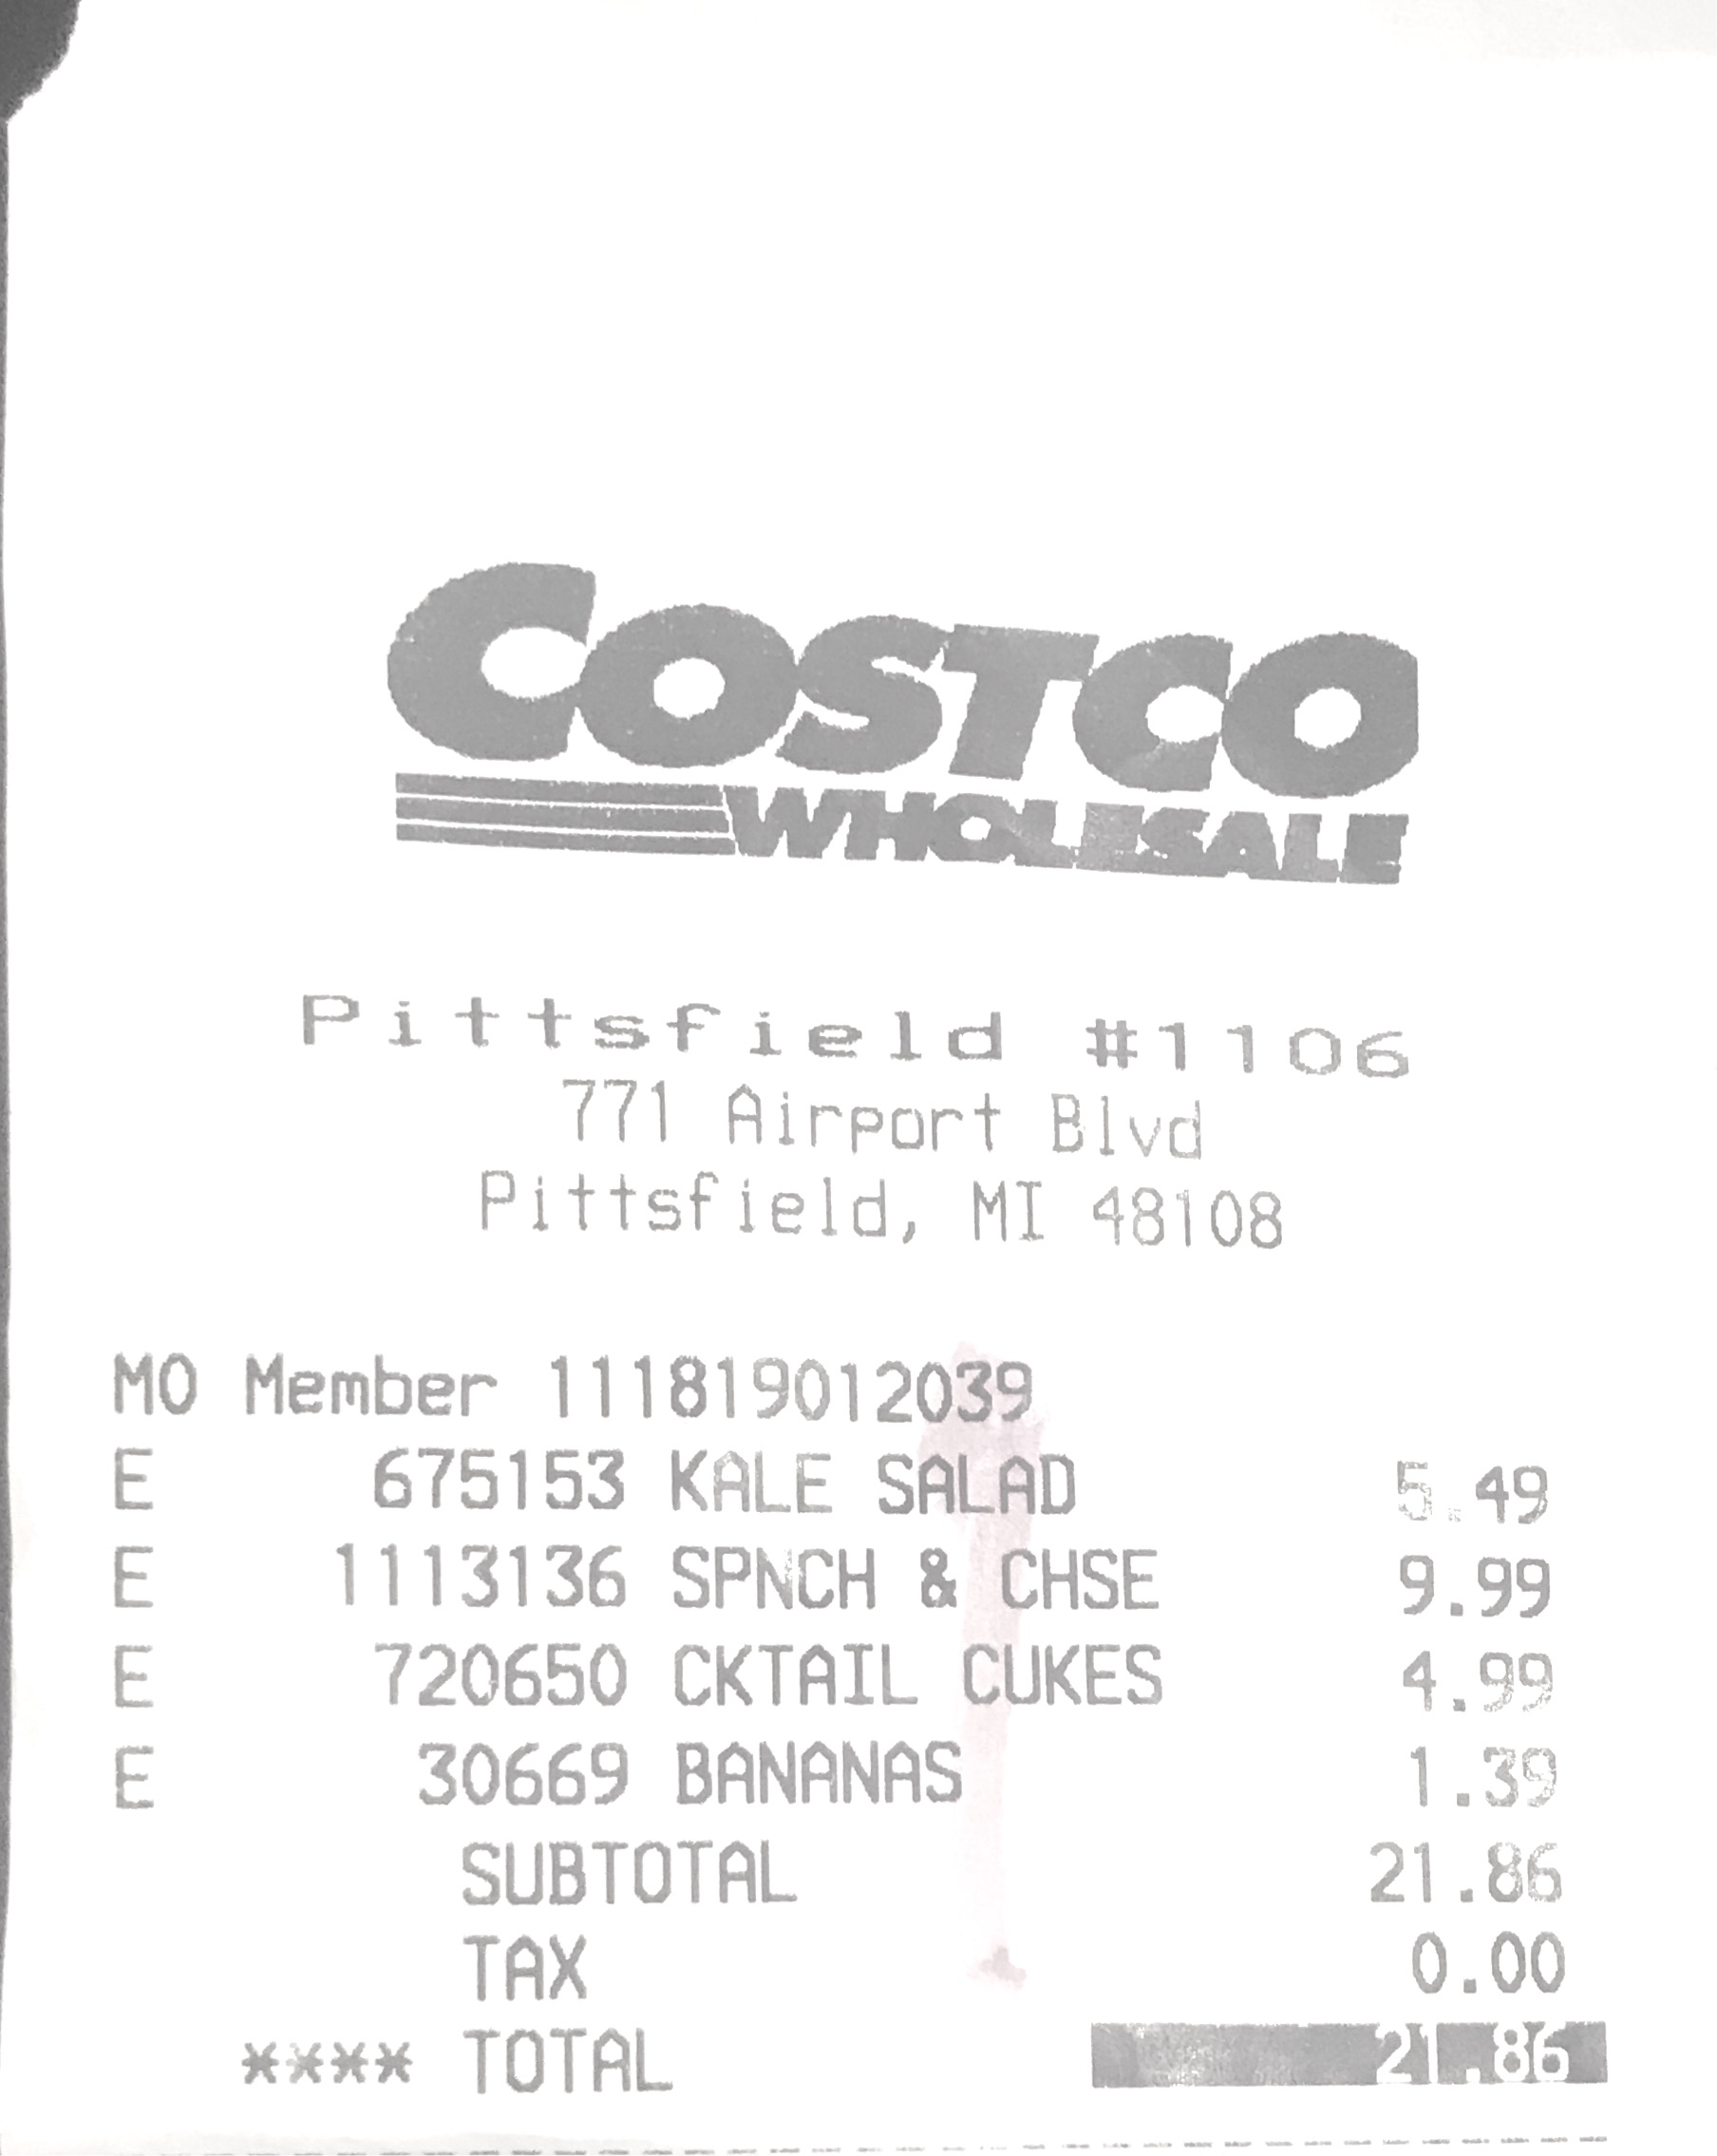 COSTCO
WHOLESALE
Pittsfield #1106
771 Airport Blvd
Pittsfield, MI 48108
MO Member 111819012039
E 675153 KALE SALAD 5.49
E 1113136 SPNCH & CHSE 9.99
E 720650 CKTAIL CUKES 4.99
E 30669 BANANAS 1.39
SUBTOTAL 21.86
TAX 0.00
**** TOTAL 21.86